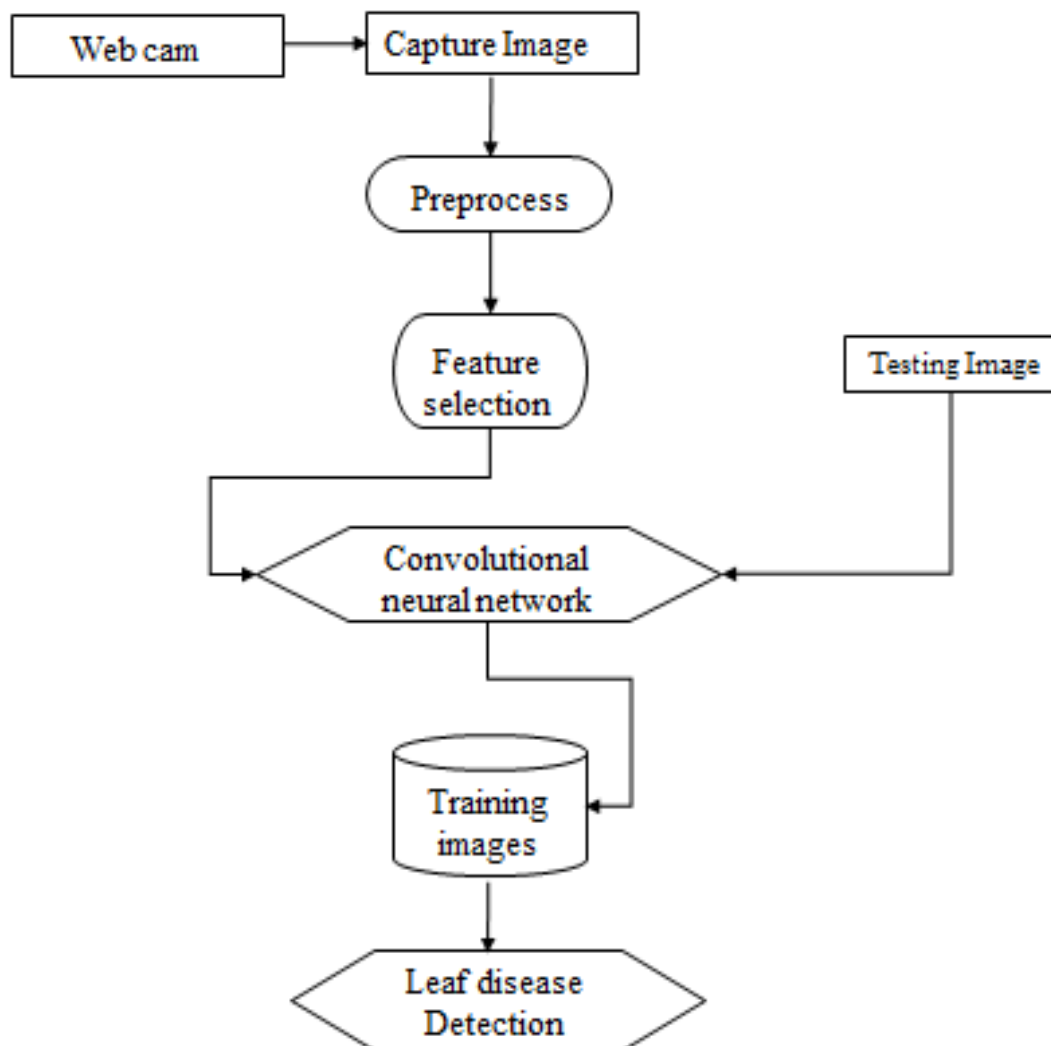 Web cam
Capture Image
Preprocess
Feature
selection
Testing Image
Convolutional
neural network
Training
images
Leaf disease
Detection